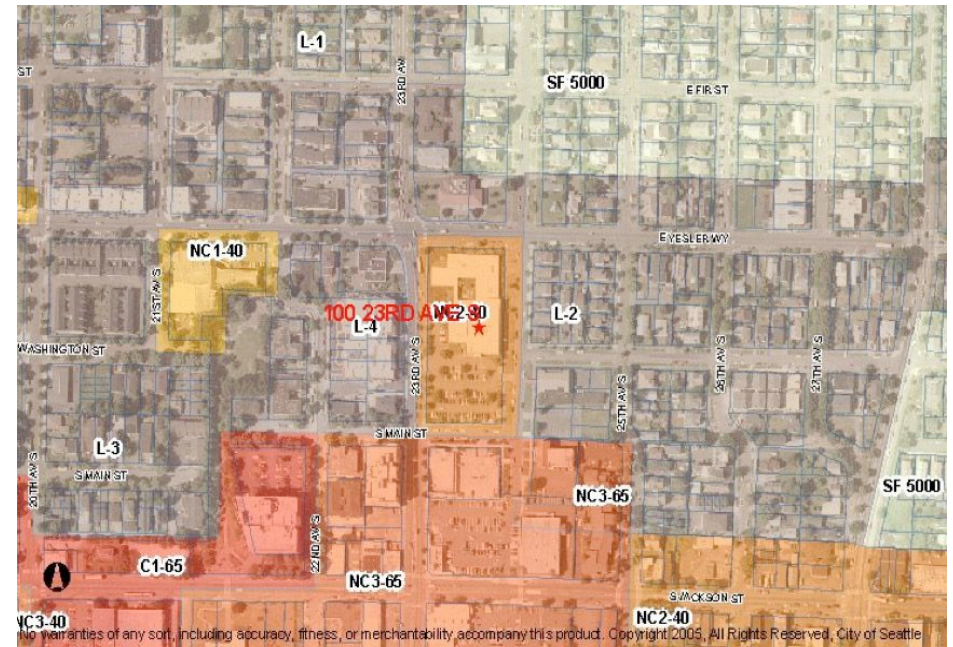 L-1
23RD AV
ST
SF 5000
E FIR ST
NC1-40
E YESLER WY
21ST AV S
100 23RD AVE S
NC2-40
L-4
L-2
WASHINGTON ST
23RD AV S
26TH AV S
27TH AV S
25TH AV S
S MAIN ST
L-3
S MAIN ST
20TH AV S
SF 5000
NC3-65
22ND AV S
C1-65
NC3-65
S JACKSON ST
NC3-40
NC2-40
No warranties of any sort, including accuracy, fitness, or merchantability accompany this product. Copyright 2005, All Rights Reserved, City of Seattle